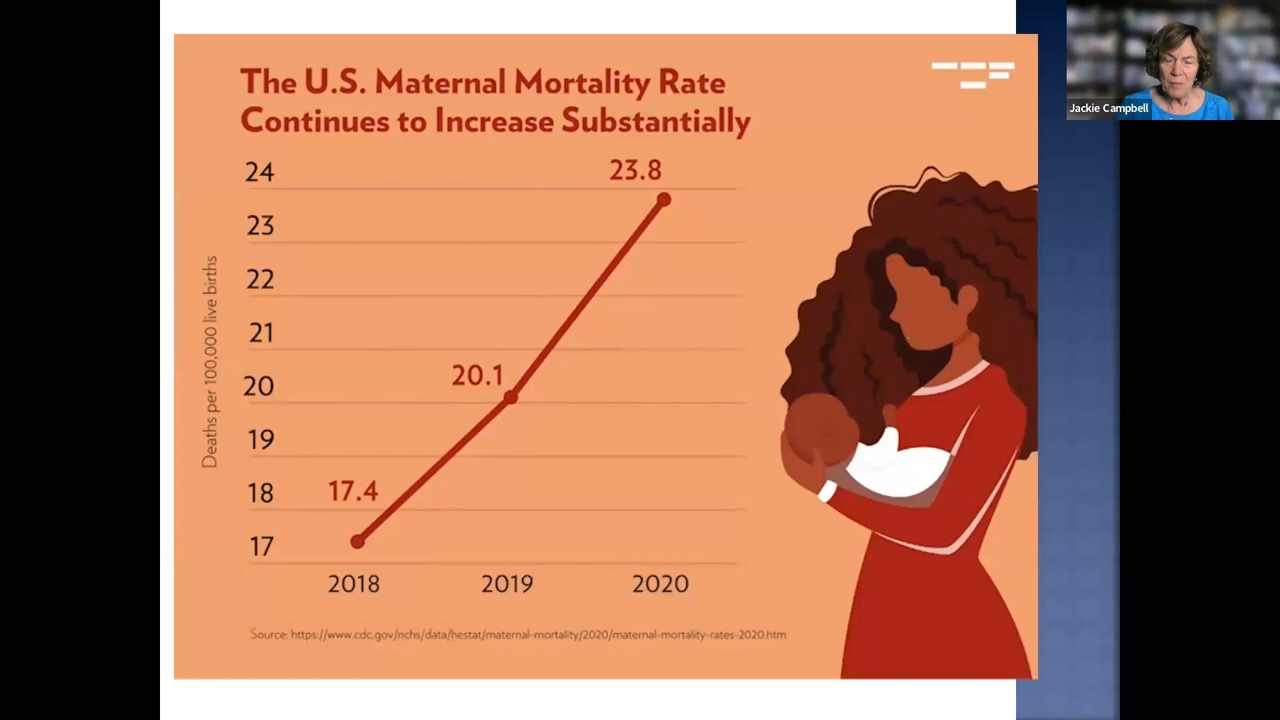 The U.S. Maternal Mortality Rate
Continues to Increase Substantially
24
23
22
21
20
19
18
17
Deaths per 100,000 live births
17.4
20.1
23.8
2018
2019
2020
Source: https://www.cdc.gov/nchs/data/hestat/maternal-mortality/2020/maternal-mortality-rates-2020.htm
Jackie Campbell